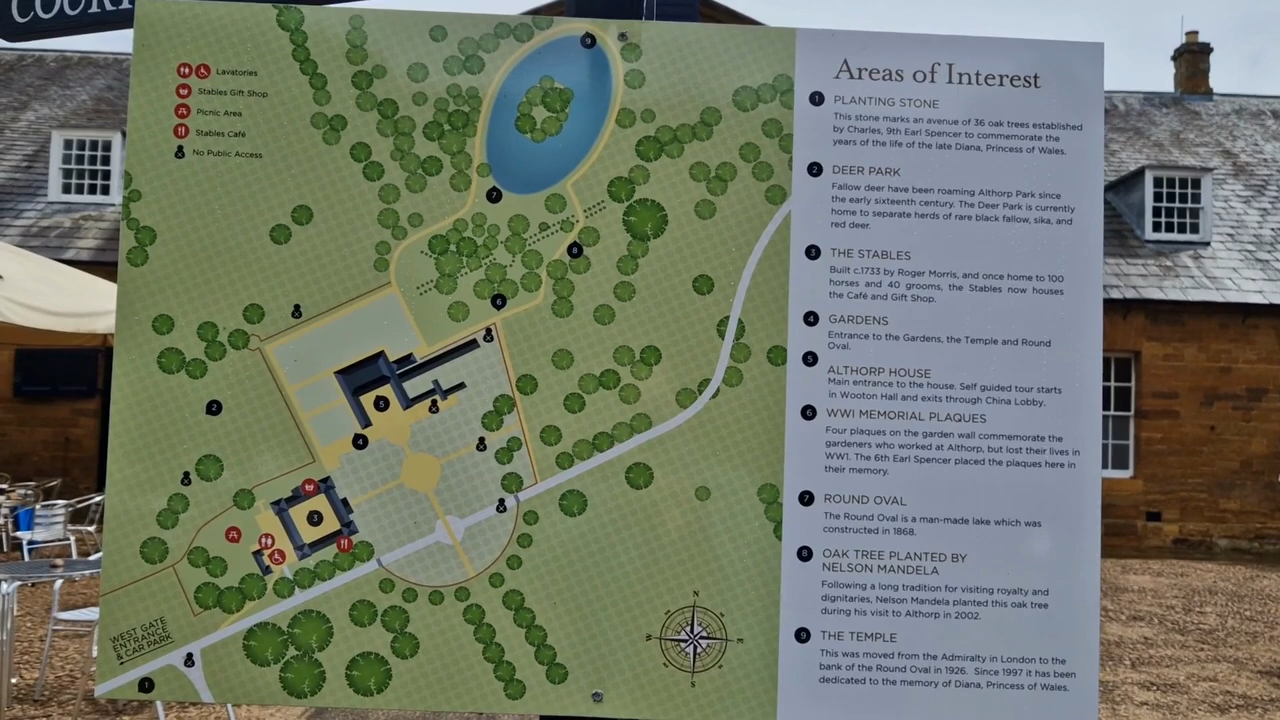 COURT
Lavatories
Stables Gift Shop
Picnic Area
Stables Café
No Public Access
9
7
8
6
5
4
2
3
1
WEST GATE
ENTRANCE
& CAR PARK
N
W
E
S
Areas of Interest
1 PLANTING STONE
This stone marks an avenue of 36 oak trees established
by Charles, 9th Earl Spencer to commemorate the
years of the life of the late Diana, Princess of Wales.
2 DEER PARK
Fallow deer have been roaming Althorp Park since
the early sixteenth century. The Deer Park is currently
home to separate herds of rare black fallow, sika, and
red deer.
3 THE STABLES
Built c.1733 by Roger Morris, and once home to 100
horses and 40 grooms, the Stables now houses
the Café and Gift Shop.
4 GARDENS
Entrance to the Gardens, the Temple and Round
Oval.
5 ALTHORP HOUSE
Main entrance to the house. Self guided tour starts
in Wooton Hall and exits through China Lobby.
6 WW1 MEMORIAL PLAQUES
Four plaques on the garden wall commemorate the
gardeners who worked at Althorp, but lost their lives in
WW1. The 6th Earl Spencer placed the plaques here in
their memory.
7 ROUND OVAL
The Round Oval is a man-made lake which was
constructed in 1868.
8 OAK TREE PLANTED BY
NELSON MANDELA
Following a long tradition for visiting royalty and
dignitaries, Nelson Mandela planted this oak tree
during his visit to Althorp in 2002.
9 THE TEMPLE
This was moved from the Admiralty in London to the
bank of the Round Oval in 1926. Since 1997 it has been
dedicated to the memory of Diana, Princess of Wales.